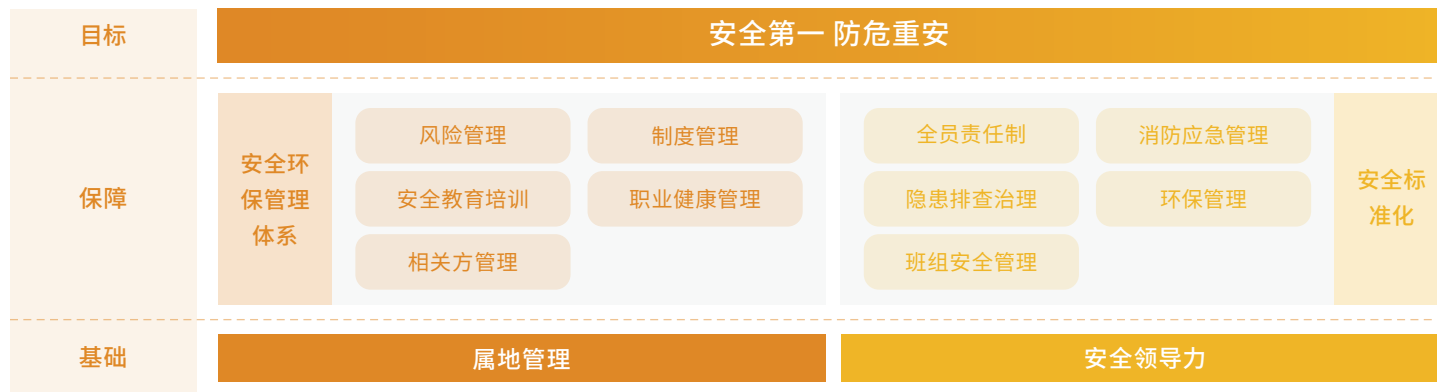 目标
安全第一 防危重安
保障
安全环
保管理
体系
风险管理
制度管理
安全教育培训
职业健康管理
相关方管理
全员责任制
消防应急管理
隐患排查治理
环保管理
班组安全管理
安全标
准化
基础
属地管理
安全领导力